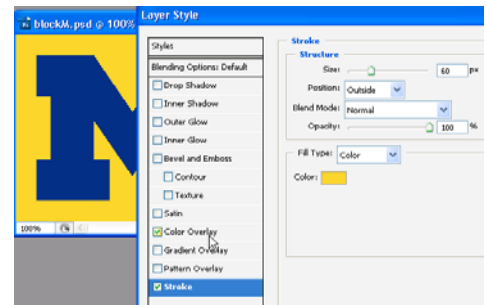 blockM.psd @ 100%
Layer Style
M
100%
Styles
Blending Options: Default
Drop Shadow
Inner Shadow
Outer Glow
Inner Glow
Bevel and Emboss
Contour
Texture
Satin
Color Overlay
Gradient Overlay
Pattern Overlay
Stroke
Stroke
Structure
Size: 60 px
Position: Outside
Blend Mode: Normal
Opacity: 100 %
Fill Type: Color
Color: